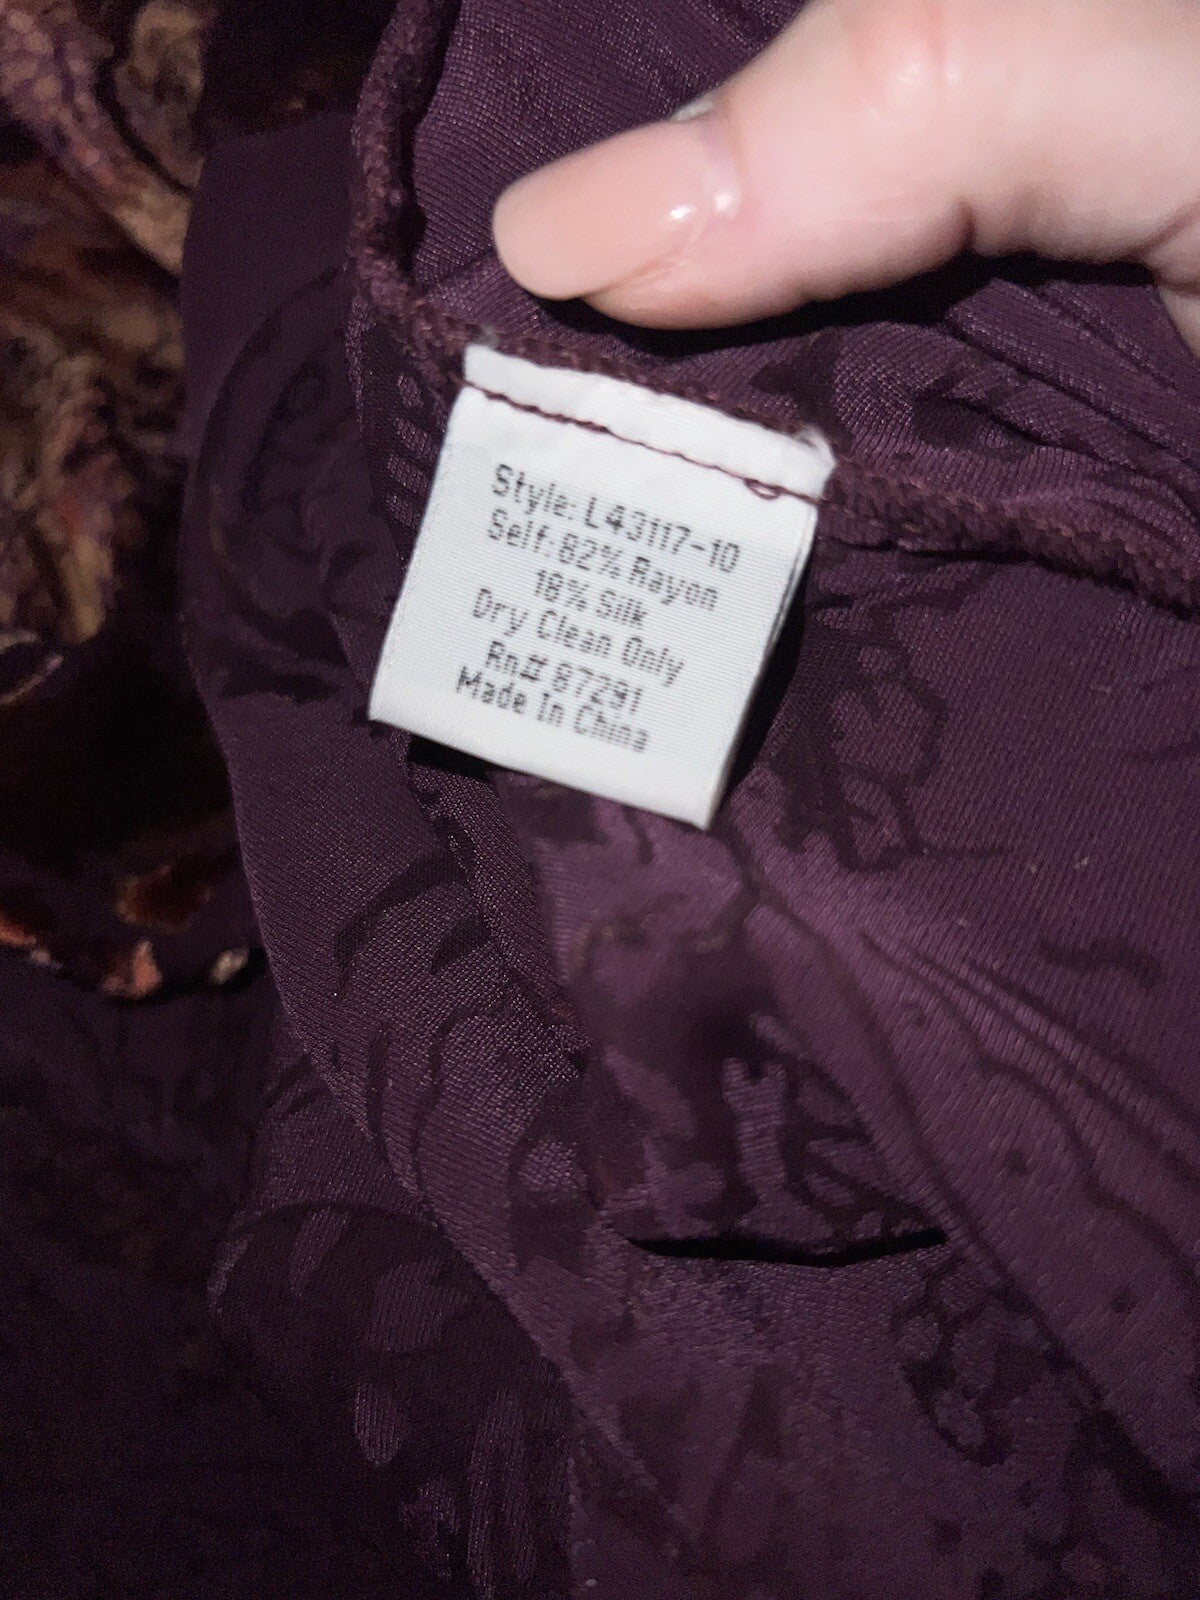 Style: L43117-10
Self: 82% Rayon
18% Silk
Dry Clean Only
Rn# 87291
Made In China